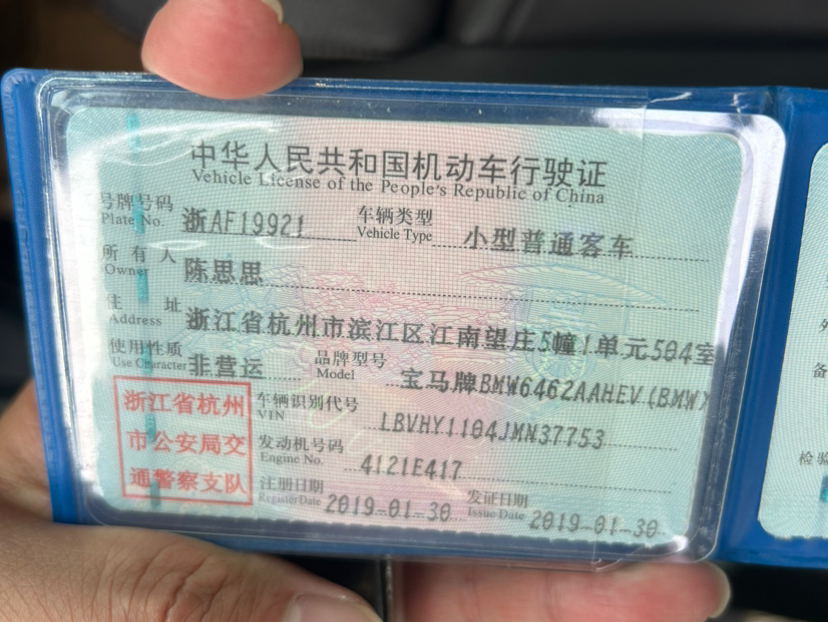 中华人民共和国机动车行驶证
Vehicle License of the People's Republic of China
号牌号码 浙AF19921 车辆类型 小型普通客车
Plate No. Vehicle Type
所有人 陈思思
Owner
住址 浙江省杭州市滨江区江南望庄5幢1单元504室
Address
使用性质 非营运 品牌型号 宝马牌BMW6462AAHEV(BMW)
Use Character Model
浙江省杭州
市公安局交
通警察支队
车辆识别代号 LBVHY1104JMN37753
VIN
发动机号码 4121E417
Engine No.
注册日期 2019-01-30 发证日期 2019-01-30
Register Date Issue Date
备
检验